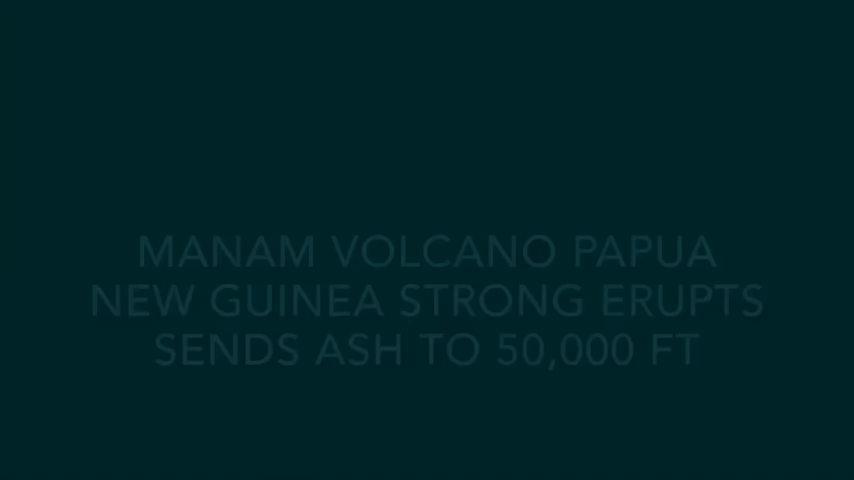 MANAM VOLCANO PAPUA
NEW GUINEA STRONG ERUPTS
SENDS ASH TO 50,000 FT